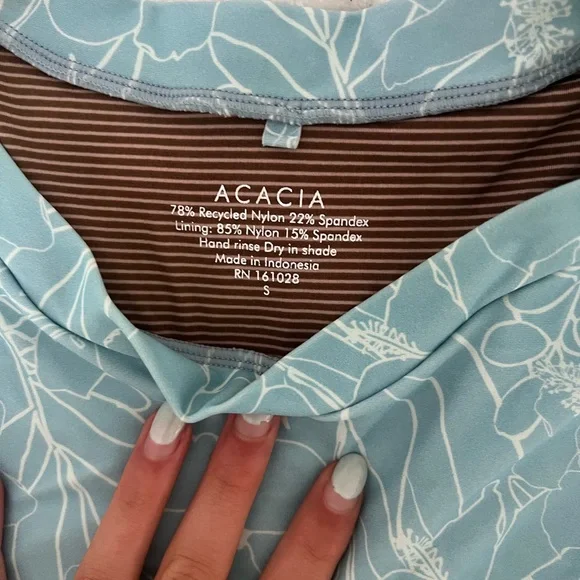 ACACIA
78% Recycled Nylon 22% Spandex
Lining: 85% Nylon 15% Spandex
Hand rinse Dry in shade
Made in Indonesia
RN 161028
S